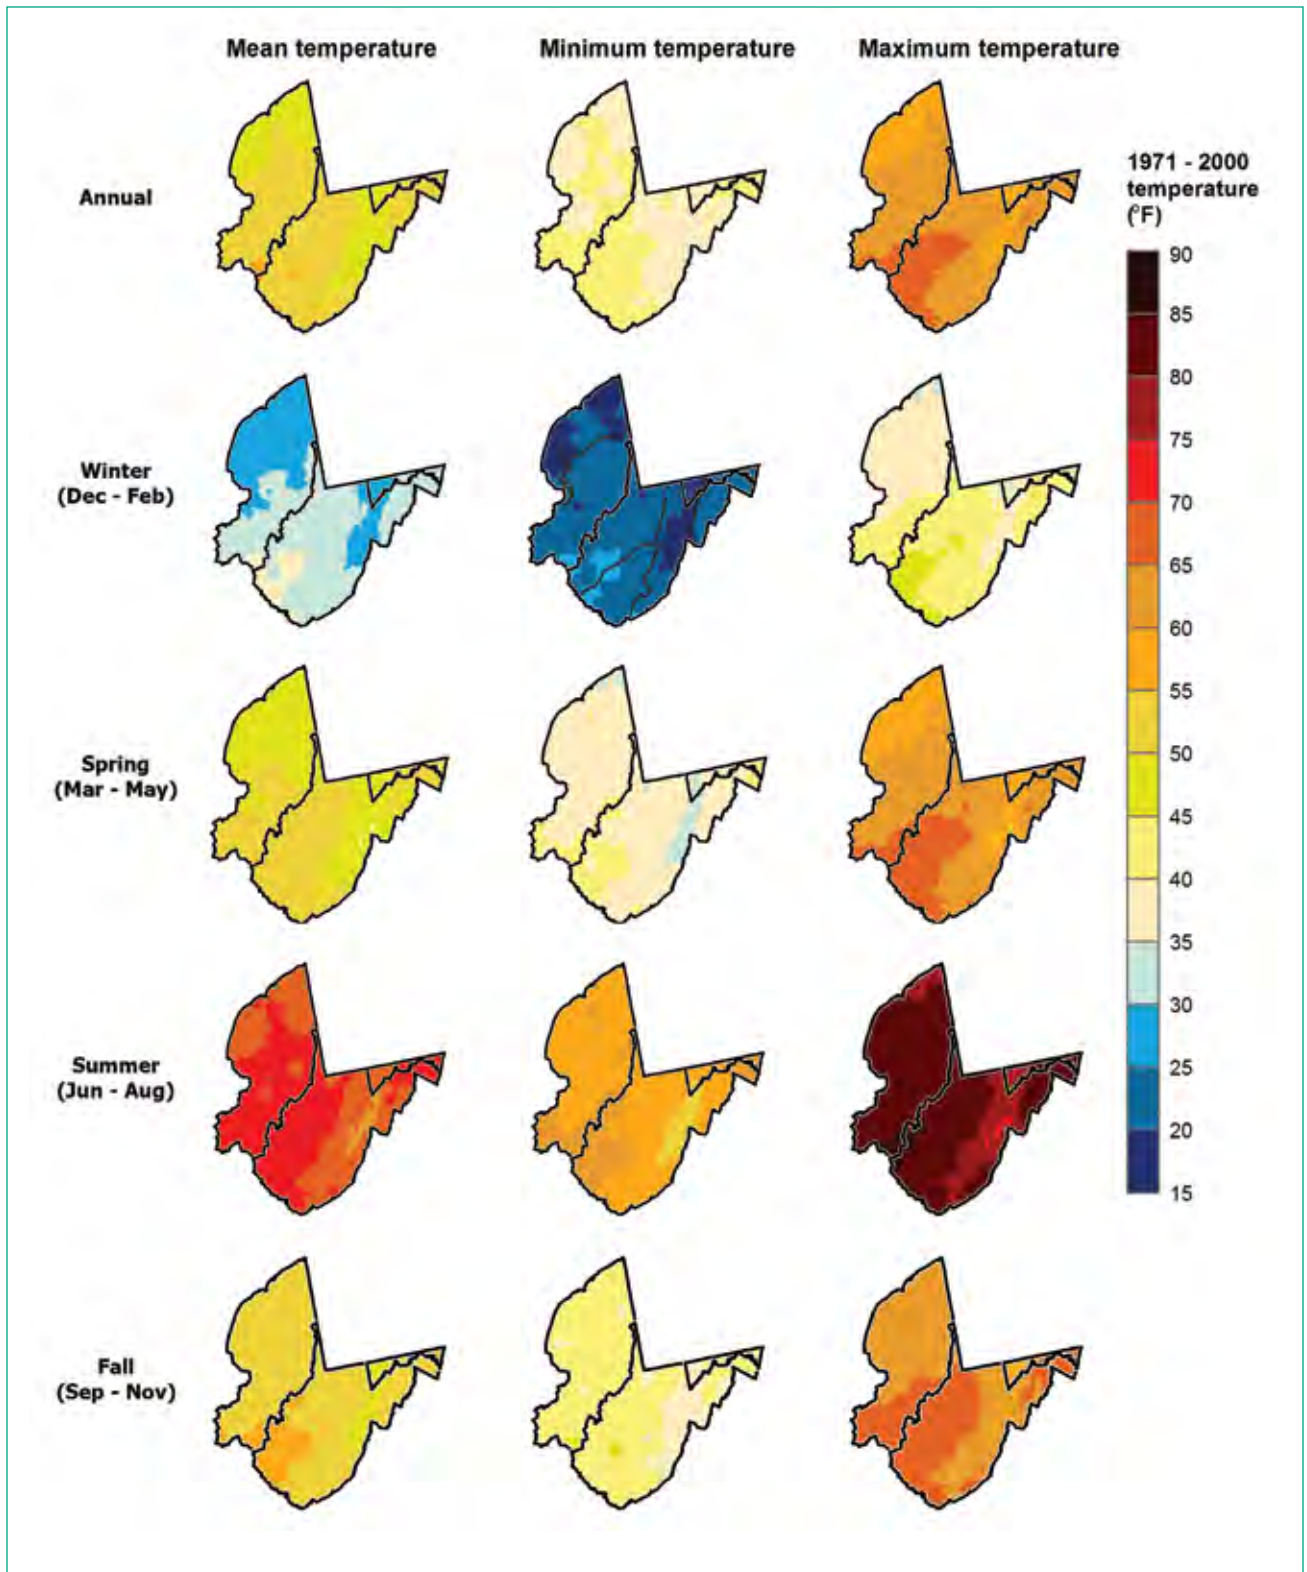 Mean temperature
Minimum temperature
Maximum temperature
Annual
1971 - 2000
temperature
(°F)
90
85
80
75
70
65
60
55
50
45
40
35
30
25
20
15
Winter
(Dec - Feb)
Spring
(Mar - May)
Summer
(Jun - Aug)
Fall
(Sep - Nov)